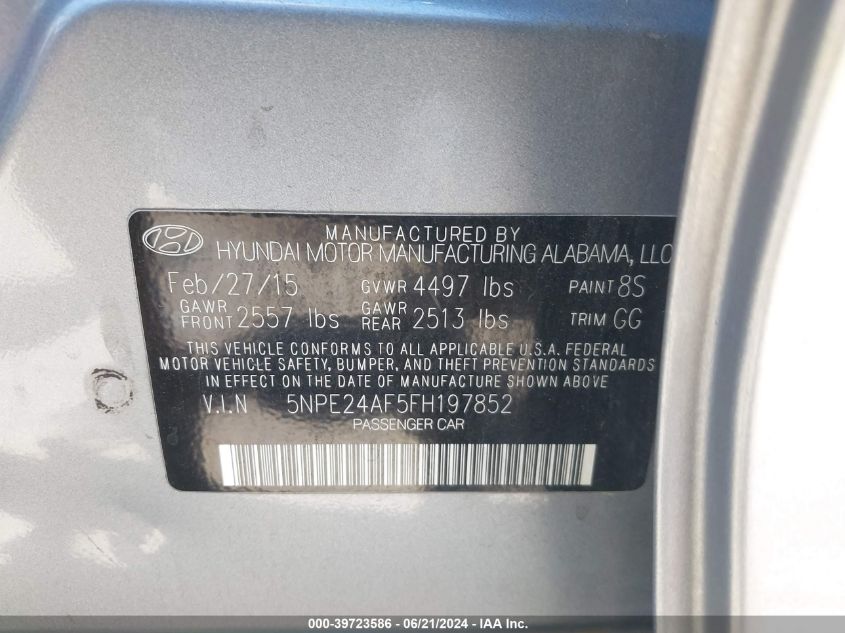 MANUFACTURED BY
HYUNDAI MOTOR MANUFACTURING ALABAMA, LLC
Feb/27/15 GVWR 4497 lbs PAINT 8S
GAWR FRONT 2557 lbs GAWR REAR 2513 lbs TRIM GG
THIS VEHICLE CONFORMS TO ALL APPLICABLE U.S.A. FEDERAL
MOTOR VEHICLE SAFETY, BUMPER, AND THEFT PREVENTION STANDARDS
IN EFFECT ON THE DATE OF MANUFACTURE SHOWN ABOVE.
V.I.N 5NPE24AF5FH197852
PASSENGER CAR
000-39723586 - 06/21/2024 - IAA Inc.